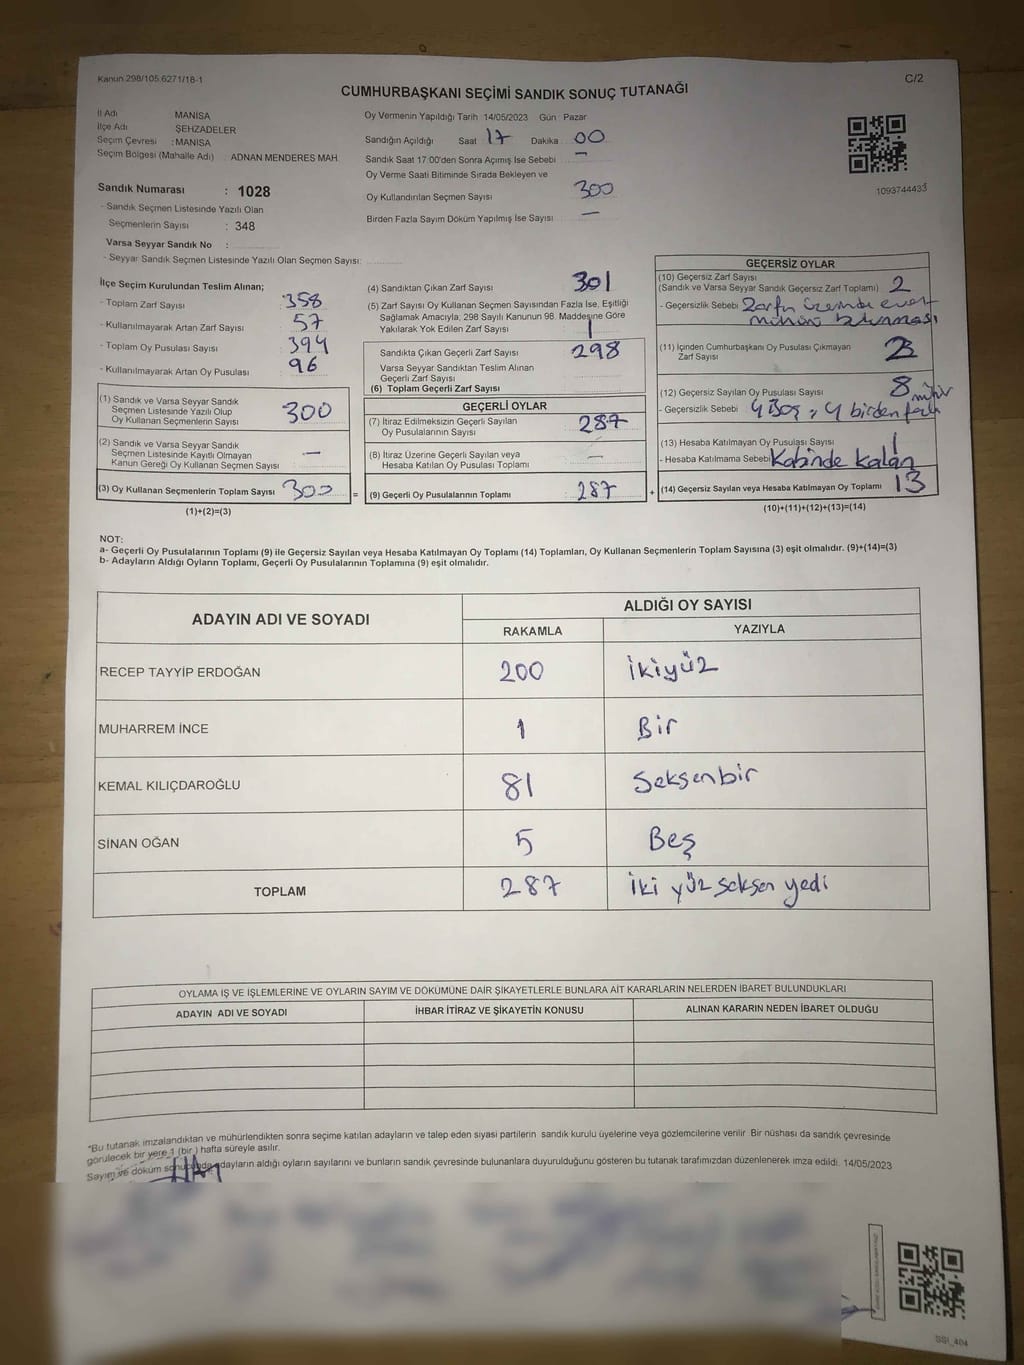 Kanun 298/105.6271/18-1
C/2
CUMHURBAŞKANI SEÇİMİ SANDIK SONUÇ TUTANAĞI
İl Adı MANİSA
İlçe Adı ŞEHZADELER
Seçim Çevresi : MANİSA
Seçim Bölgesi (Mahalle Adı) ADNAN MENDERES MAH.
Sandık Numarası : 1028
- Sandık Seçmen Listesinde Yazılı Olan
Seçmenlerin Sayısı : 348
Varsa Seyyar Sandık No :
- Seyyar Sandık Seçmen Listesinde Yazılı Olan Seçmen Sayısı:
Oy Vermenin Yapıldığı Tarih 14/05/2023 Gün Pazar
Sandığın Açıldığı Saat 17 Dakika 00
Sandık Saat 17:00'den Sonra Açımış İse Sebebi –
Oy Verme Saati Bitiminde Sırada Bekleyen ve
Oy Kullandırılan Seçmen Sayısı 300
Birden Fazla Sayım Döküm Yapılmış İse Sayısı –
1093744433
İlçe Seçim Kurulundan Teslim Alınan;
- Toplam Zarf Sayısı 358
- Kullanılmayarak Artan Zarf Sayısı 57
- Toplam Oy Pusulası Sayısı 394
- Kullanılmayarak Artan Oy Pusulası 96
(1) Sandık ve Varsa Seyyar Sandık
Seçmen Listesinde Yazılı Olup
Oy Kullanan Seçmenlerin Sayısı 300
(2) Sandık ve Varsa Seyyar Sandık
Seçmen Listesinde Kayıtlı Olmayan
Kanun Gereği Oy Kullanan Seçmen Sayısı –
(3) Oy Kullanan Seçmenlerin Toplam Sayısı 300 =
(1)+(2)=(3)
(4) Sandıktan Çıkan Zarf Sayısı 301
(5) Zarf Sayısı Oy Kullanan Seçmen Sayısından Fazla İse, Eşitliği
Sağlamak Amacıyla, 298 Sayılı Kanunun 98. Maddesine Göre
Yakılarak Yok Edilen Zarf Sayısı 1
Sandıkta Çıkan Geçerli Zarf Sayısı 298
Varsa Seyyar Sandıktan Teslim Alınan
Geçerli Zarf Sayısı
(6) Toplam Geçerli Zarf Sayısı
GEÇERLİ OYLAR
(7) İtiraz Edilmeksizin Geçerli Sayılan
Oy Pusulalarının Sayısı 287
(8) İtiraz Üzerine Geçerli Sayılan veya
Hesaba Katılan Oy Pusulası Toplamı –
(9) Geçerli Oy Pusulalarının Toplamı 287 +
GEÇERSİZ OYLAR
(10) Geçersiz Zarf Sayısı
(Sandık ve Varsa Seyyar Sandık Geçersiz Zarf Toplamı) 2
- Geçersizlik Sebebi Zarfın üzerinde evet
mührü bulunması
(11) İçinden Cumhurbaşkanı Oy Pusulası Çıkmayan
Zarf Sayısı
(12) Geçersiz Sayılan Oy Pusulası Sayısı 8
- Geçersizlik Sebebi 4 Boş, 4 birden fazla mühür
(13) Hesaba Katılmayan Oy Pusulası Sayısı 1
- Hesaba Katılmama Sebebi Kabinde kalan
(14) Geçersiz Sayılan veya Hesaba Katılmayan Oy Toplamı 13
(10)+(11)+(12)+(13)=(14)
NOT:
a- Geçerli Oy Pusulalarının Toplamı (9) ile Geçersiz Sayılan veya Hesaba Katılmayan Oy Toplamı (14) Toplamları, Oy Kullanan Seçmenlerin Toplam Sayısına (3) eşit olmalıdır. (9)+(14)=(3)
b- Adayların Aldığı Oyların Toplamı, Geçerli Oy Pusulalarının Toplamına (9) eşit olmalıdır.
ADAYIN ADI VE SOYADI
ALDIĞI OY SAYISI
RAKAMLA YAZIYLA
RECEP TAYYİP ERDOĞAN 200 İkiyüz
MUHARREM İNCE 1 Bir
KEMAL KILIÇDAROĞLU 81 Seksenbir
SİNAN OĞAN 5 Beş
TOPLAM 287 İki yüz seksen yedi
OYLAMA İŞ VE İŞLEMLERİNE VE OYLARIN SAYIM VE DÖKÜMÜNE DAİR ŞİKAYETLERLE BUNLARA AİT KARARLARIN NELERDEN İBARET BULUNDUKLARI
ADAYIN ADI VE SOYADI İHBAR İTİRAZ VE ŞİKAYETİN KONUSU ALINAN KARARIN NEDEN İBARET OLDUĞU
*Bu tutanak imzalandıktan ve mühürlendikten sonra seçime katılan adayların ve talep eden siyasi partilerin sandık kurulu üyelerine veya gözlemcilerine verilir Bir nüshası da sandık çevresinde
görülecek bir yere 1 (bir) hafta süreyle asılır.
Sayım ve döküm sonucunda adayların aldığı oyların sayılarını ve bunların sandık çevresinde bulunanlara duyurulduğunu gösteren bu tutanak tarafımızdan düzenlenerek imza edildi. 14/05/2023
SSI_404